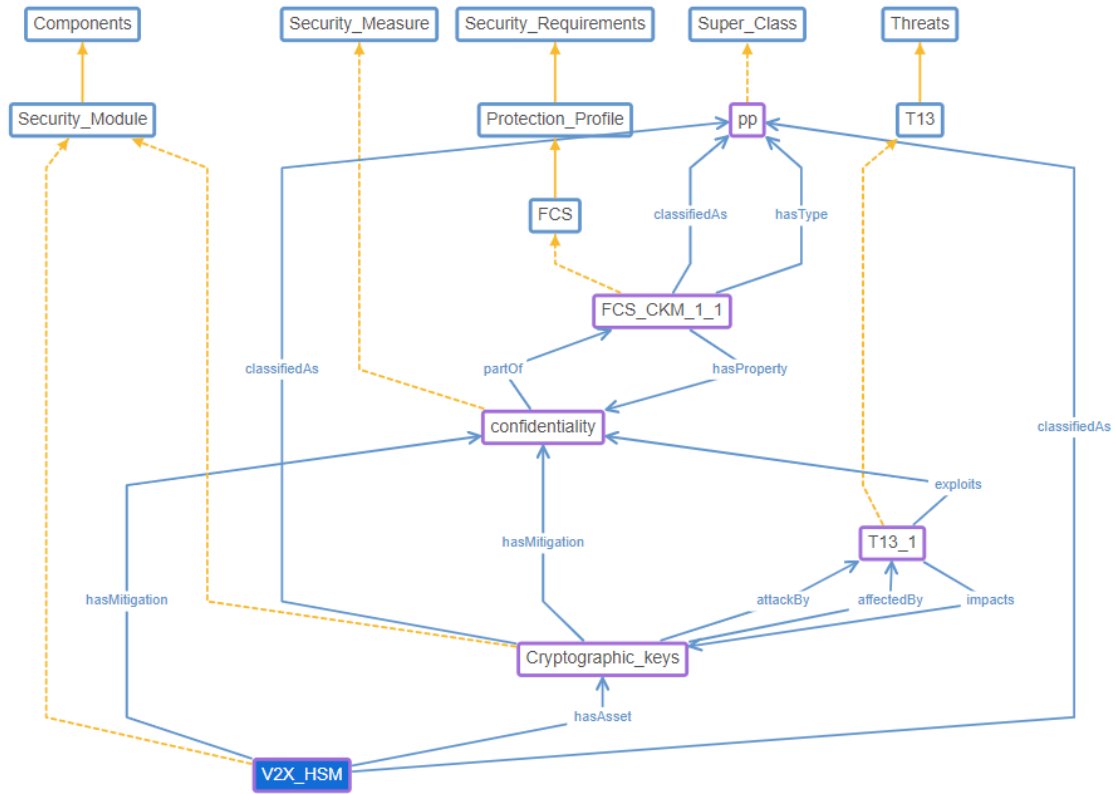 Components
Security_Measure
Security_Requirements
Super_Class
Threats
Security_Module
Protection_Profile
pp
T13
FCS
classifiedAs
hasType
FCS_CKM_1_1
classifiedAs
partOf
hasProperty
confidentiality
classifiedAs
exploits
hasMitigation
T13_1
hasMitigation
attackBy
affectedBy
impacts
Cryptographic_keys
hasAsset
V2X_HSM